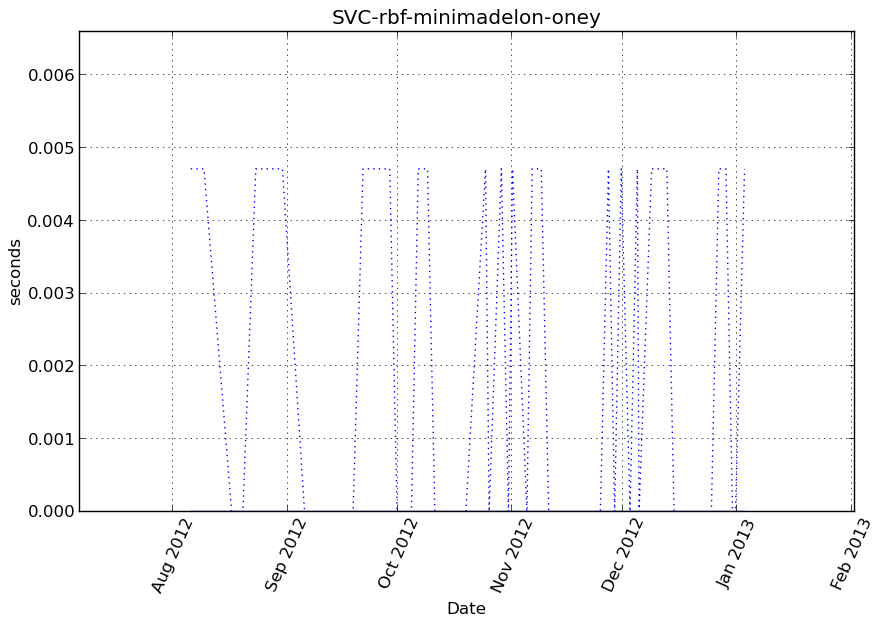 SVC-rbf-minimadelon-oney
0.006
0.005
0.004
0.003
0.002
0.001
0.000
seconds
Aug 2012
Sep 2012
Oct 2012
Nov 2012
Dec 2012
Jan 2013
Feb 2013
Date